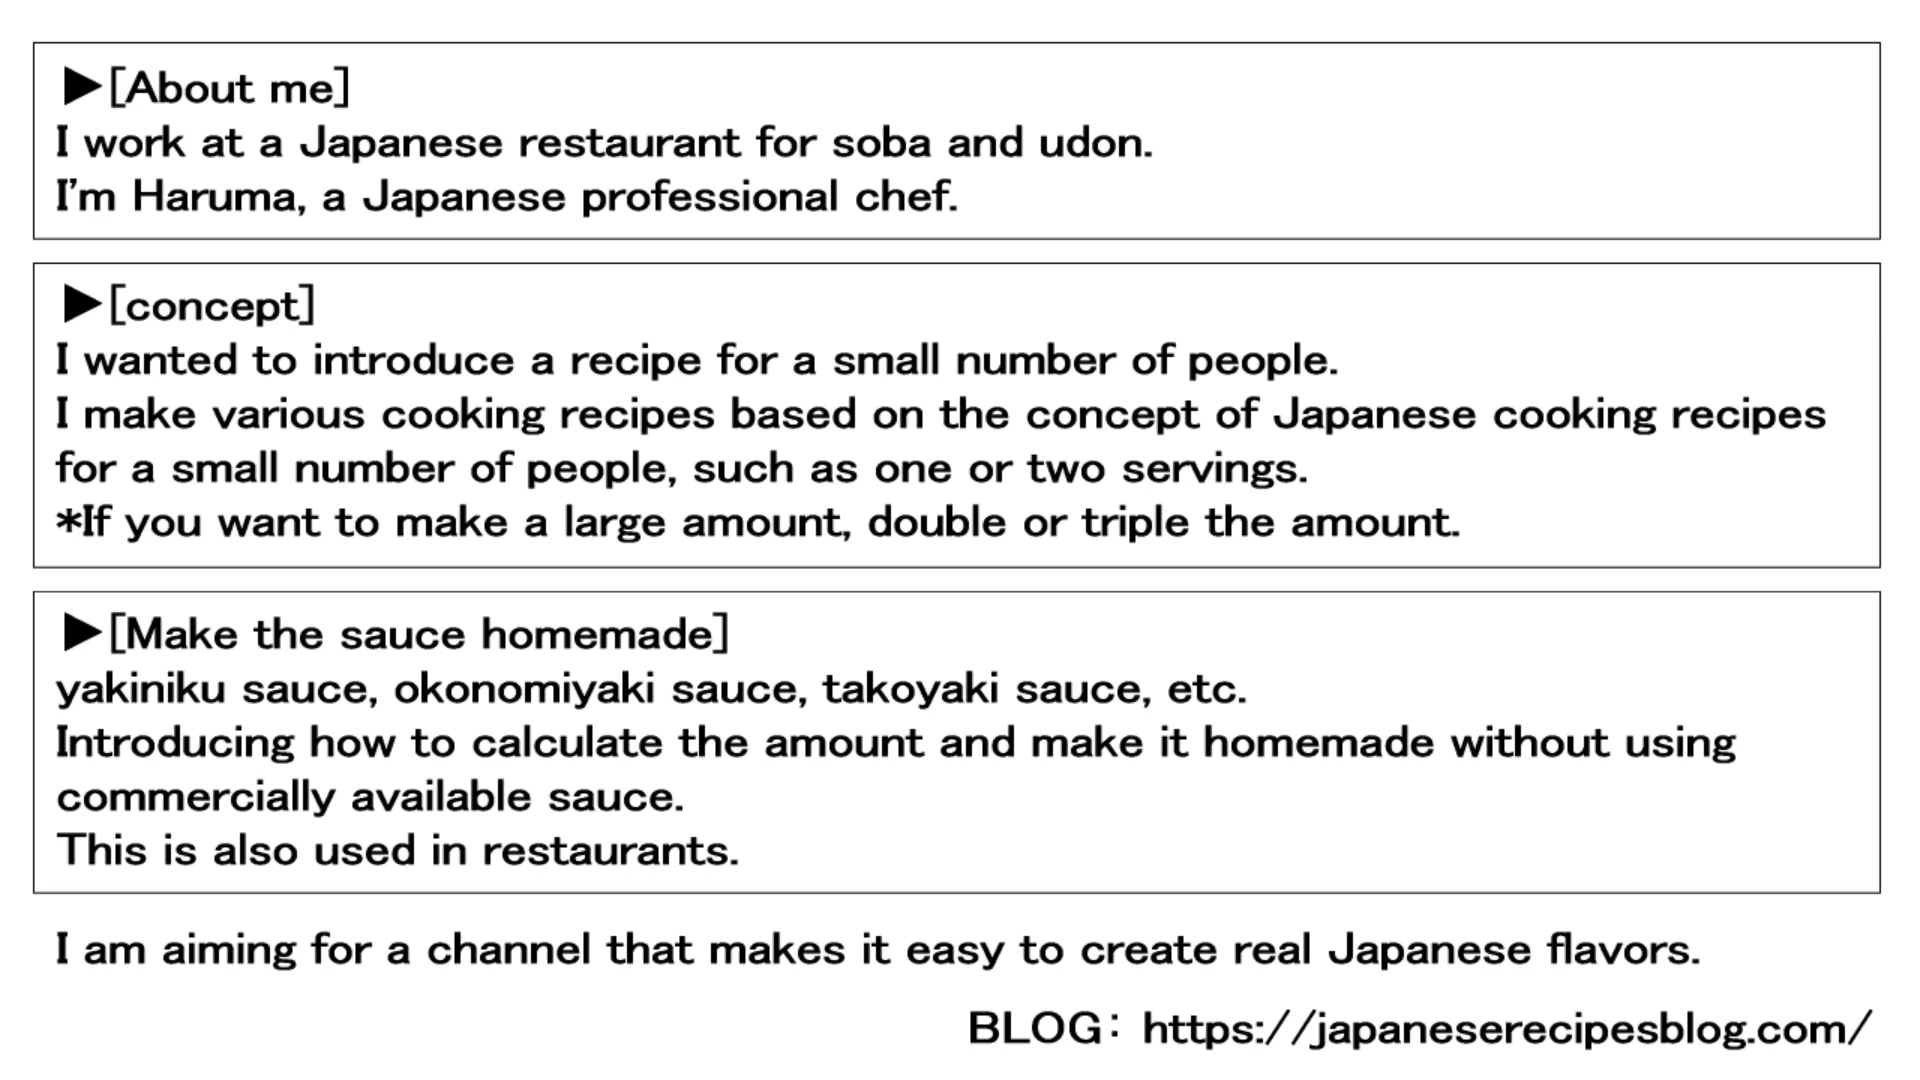 ▶[About me]
I work at a Japanese restaurant for soba and udon.
I'm Haruma, a Japanese professional chef.
▶[concept]
I wanted to introduce a recipe for a small number of people.
I make various cooking recipes based on the concept of Japanese cooking recipes
for a small number of people, such as one or two servings.
*If you want to make a large amount, double or triple the amount.
▶[Make the sauce homemade]
yakiniku sauce, okonomiyaki sauce, takoyaki sauce, etc.
Introducing how to calculate the amount and make it homemade without using
commercially available sauce.
This is also used in restaurants.
I am aiming for a channel that makes it easy to create real Japanese flavors.
BLOG: https://japaneserecipesblog.com/